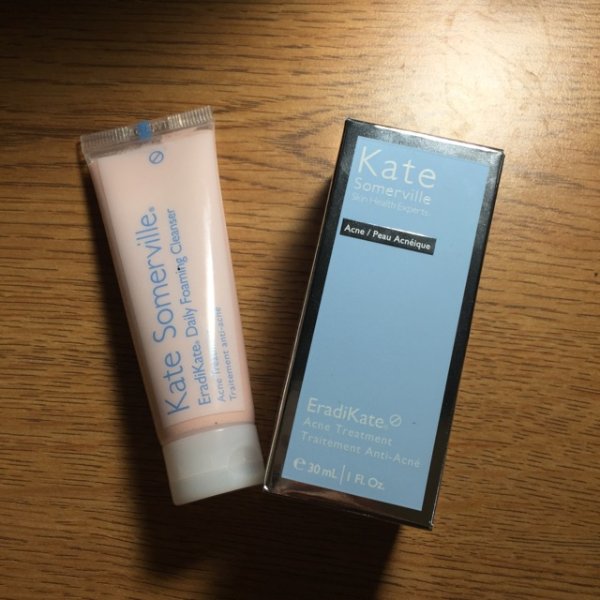 Kate Somerville®
EradiKate® Daily Foaming Cleanser
Acne Treatment
Traitement anti-acné
Kate
Somerville
Skin Health Experts
Acne / Peau Acnéique
EradiKate®
Acne Treatment
Traitement Anti-Acné
℮ 30 mL | 1 Fl. Oz.